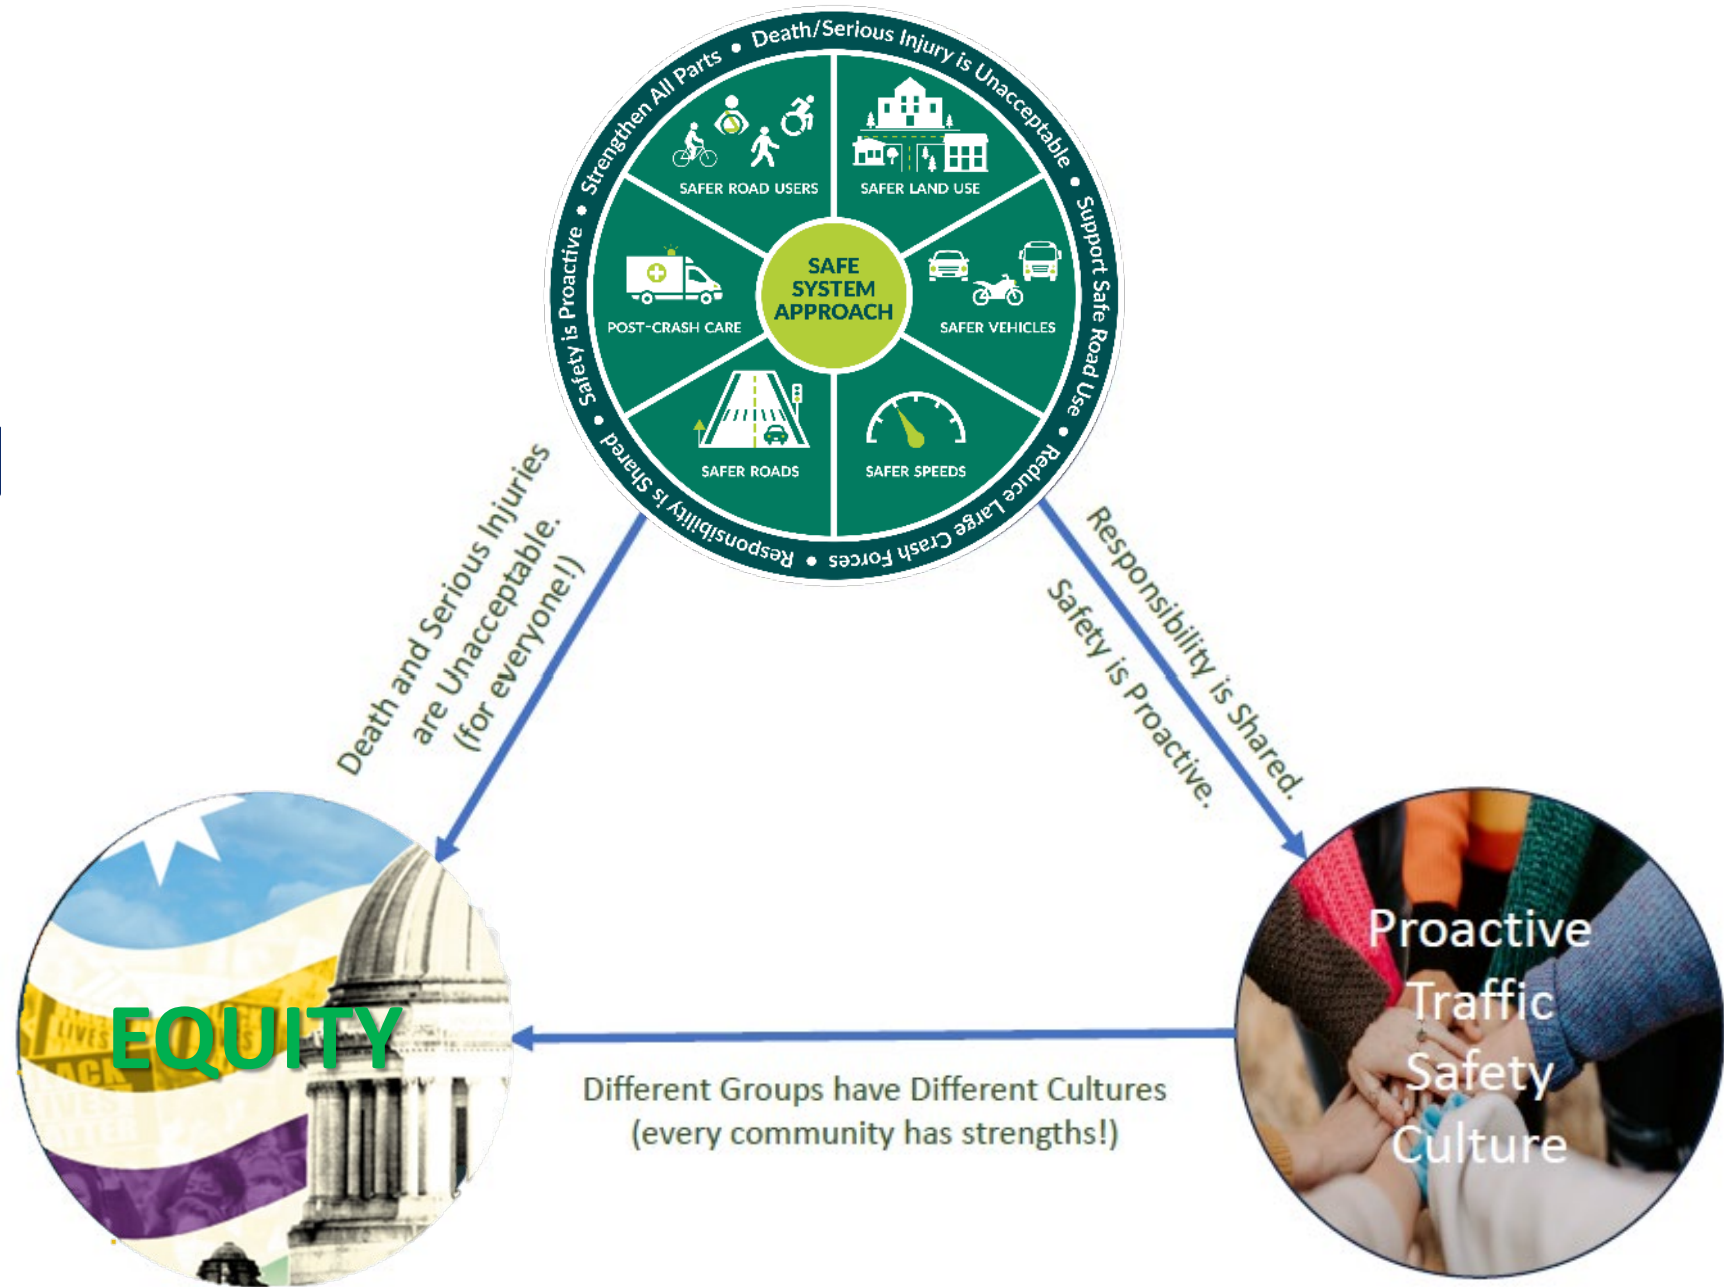 Strengthen All Parts • Death/Serious Injury is Unacceptable • Support Safe Road Use • Reduce Large Crash Forces • Responsibility is Shared • Safety is Proactive •
SAFER ROAD USERS
SAFER LAND USE
POST-CRASH CARE
SAFE
SYSTEM
APPROACH
SAFER VEHICLES
SAFER ROADS
SAFER SPEEDS
Death and Serious Injuries
are Unacceptable.
(for everyone!)
Responsibility is Shared.
Safety is Proactive.
EQUITY
LIVES
LIVES
MATTER
Proactive
Traffic
Safety
Culture
Different Groups have Different Cultures
(every community has strengths!)